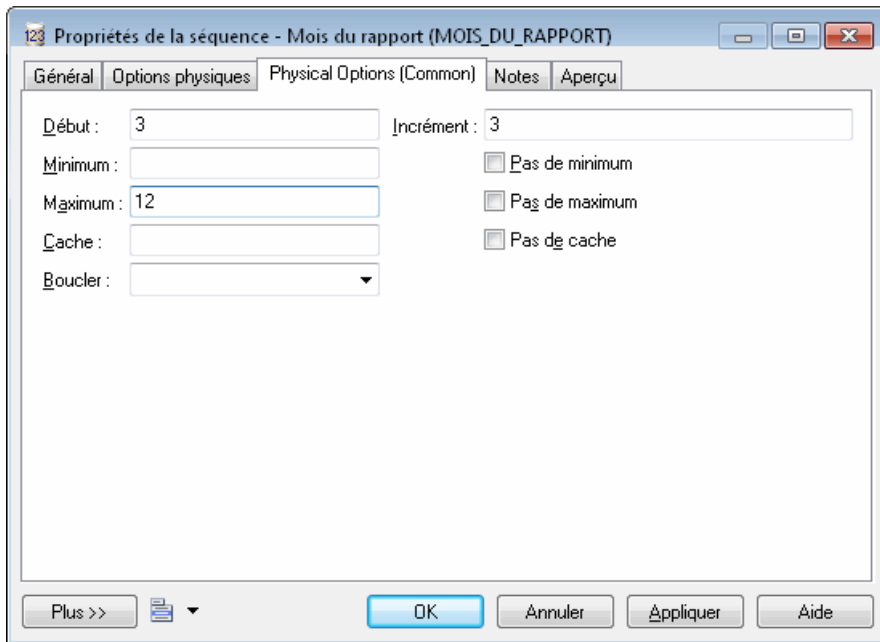 123 Propriétés de la séquence - Mois du rapport (MOIS_DU_RAPPORT)
Général Options physiques Physical Options (Common) Notes Aperçu
Début : 3 Incrément : 3
Minimum : Pas de minimum
Maximum : 12 Pas de maximum
Cache : Pas de cache
Boucler :
Plus >> OK Annuler Appliquer Aide